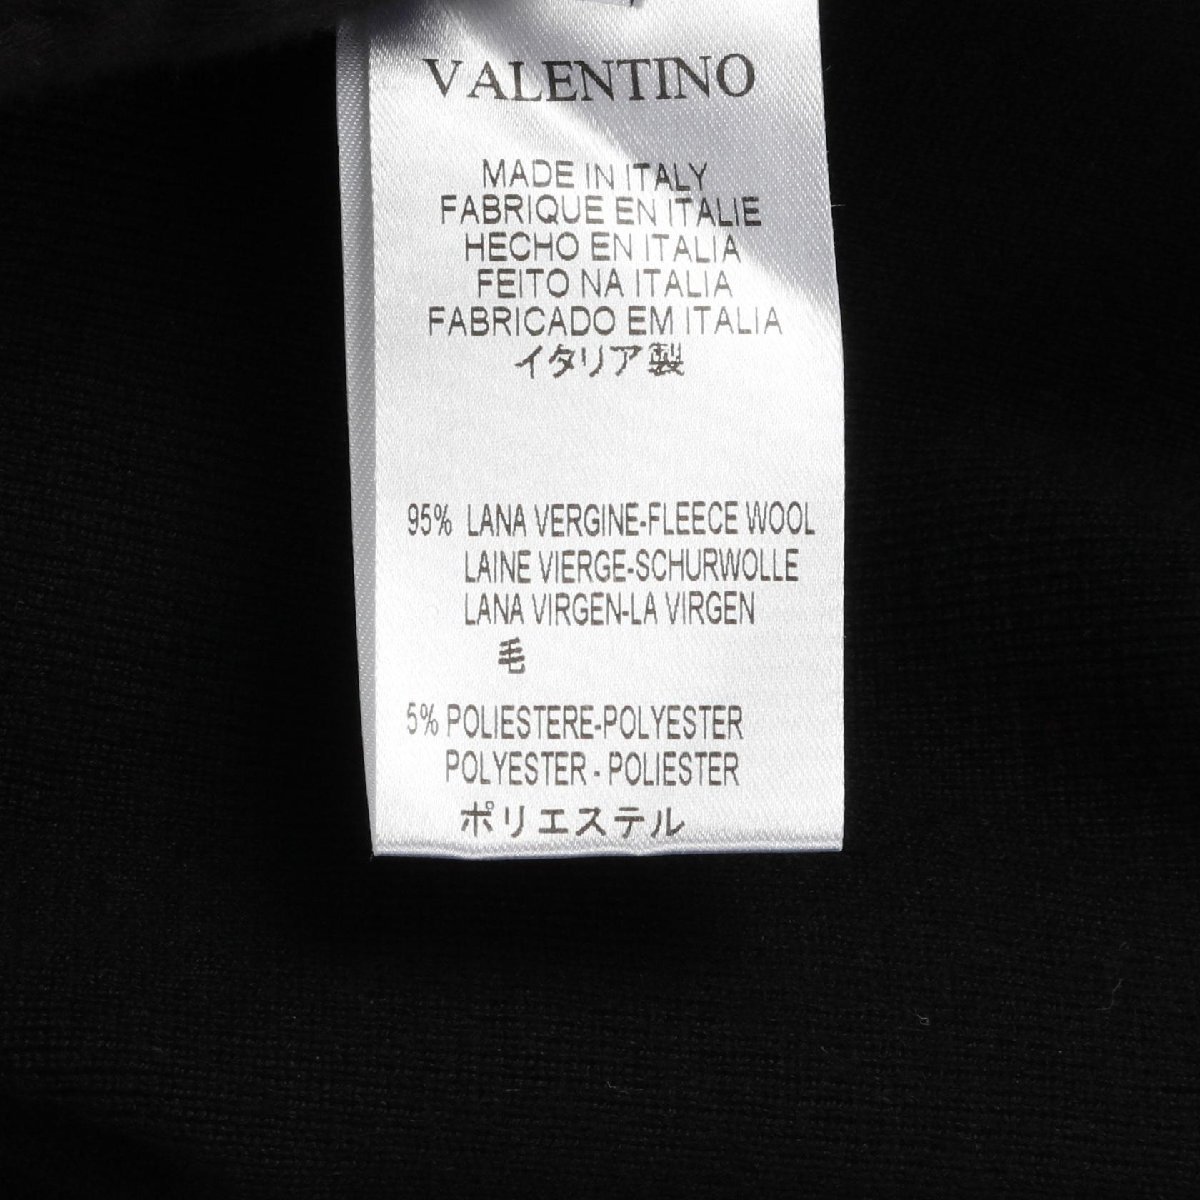 VALENTINO
MADE IN ITALY
FABRIQUE EN ITALIE
HECHO EN ITALIA
FEITO NA ITALIA
FABRICADO EM ITALIA
イタリア製
95% LANA VERGINE-FLEECE WOOL
LAINE VIERGE-SCHURWOLLE
LANA VIRGEN-LA VIRGEN
毛
5% POLIESTERE-POLYESTER
POLYESTER - POLIESTER
ポリエステル